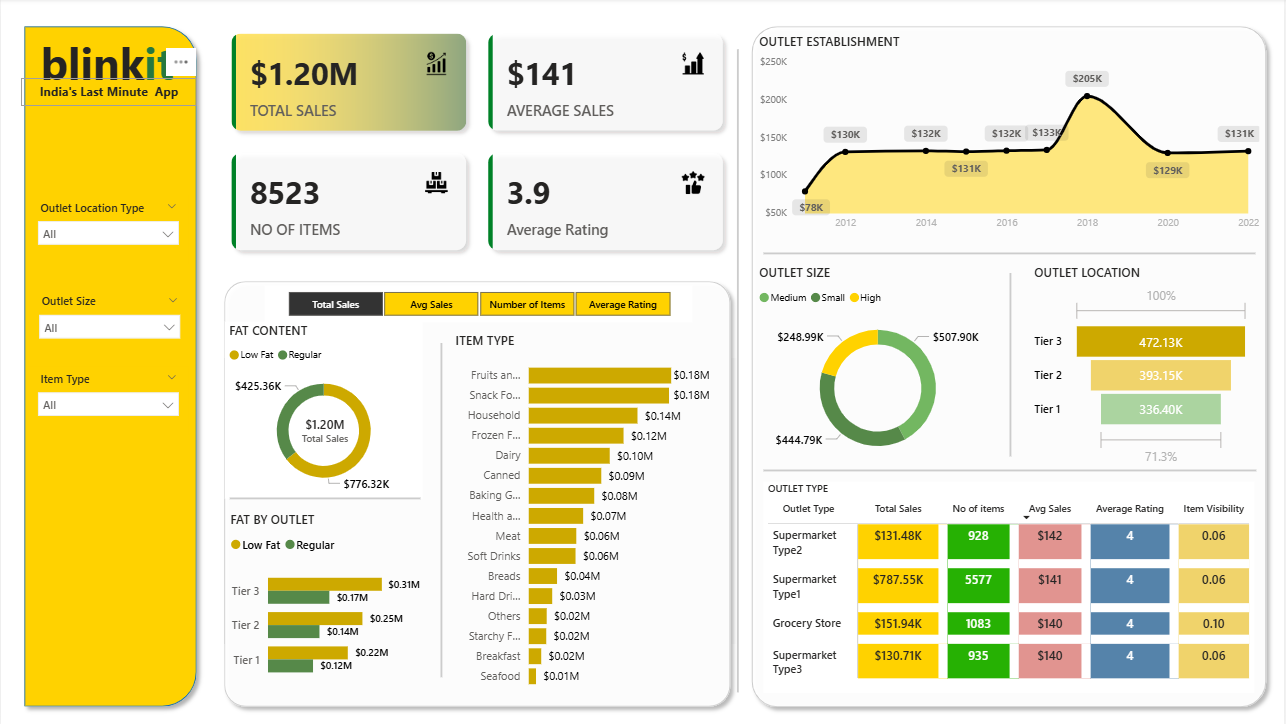 blinkit
India's Last Minute App
Outlet Location Type
All
Outlet Size
All
Item Type
All
$1.20M
TOTAL SALES
$141
AVERAGE SALES
8523
NO OF ITEMS
3.9
Average Rating
Total Sales
Avg Sales
Number of Items
Average Rating
FAT CONTENT
Low Fat Regular
$425.36K
$1.20M
Total Sales
$776.32K
FAT BY OUTLET
Low Fat Regular
Tier 3 $0.31M
$0.17M
Tier 2 $0.25M
$0.14M
Tier 1 $0.22M
$0.12M
ITEM TYPE
Fruits an... $0.18M
Snack Fo... $0.18M
Household $0.14M
Frozen F... $0.12M
Dairy $0.10M
Canned $0.09M
Baking G... $0.08M
Health a... $0.07M
Meat $0.06M
Soft Drinks $0.06M
Breads $0.04M
Hard Dri... $0.03M
Others $0.02M
Starchy F... $0.02M
Breakfast $0.02M
Seafood $0.01M
OUTLET ESTABLISHMENT
$250K
$200K
$150K
$100K
$50K
$78K
$130K
$132K
$131K
$132K
$133K
$205K
$129K
$131K
2012 2014 2016 2018 2020 2022
OUTLET SIZE
Medium Small High
$248.99K
$507.90K
$444.79K
OUTLET LOCATION
100%
Tier 3 472.13K
Tier 2 393.15K
Tier 1 336.40K
71.3%
OUTLET TYPE
Outlet Type Total Sales No of items Avg Sales Average Rating Item Visibility
Supermarket Type2 $131.48K 928 $142 4 0.06
Supermarket Type1 $787.55K 5577 $141 4 0.06
Grocery Store $151.94K 1083 $140 4 0.10
Supermarket Type3 $130.71K 935 $140 4 0.06